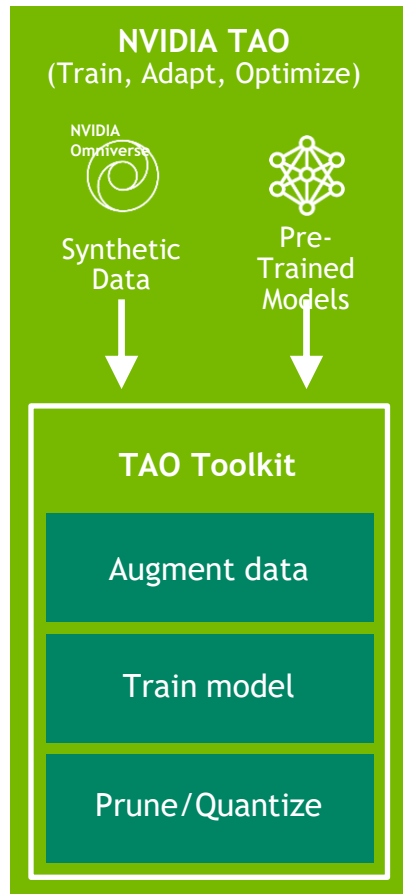 NVIDIA TAO
(Train, Adapt, Optimize)
NVIDIA
Omniverse
Synthetic
Data
Pre-
Trained
Models
TAO Toolkit
Augment data
Train model
Prune/Quantize